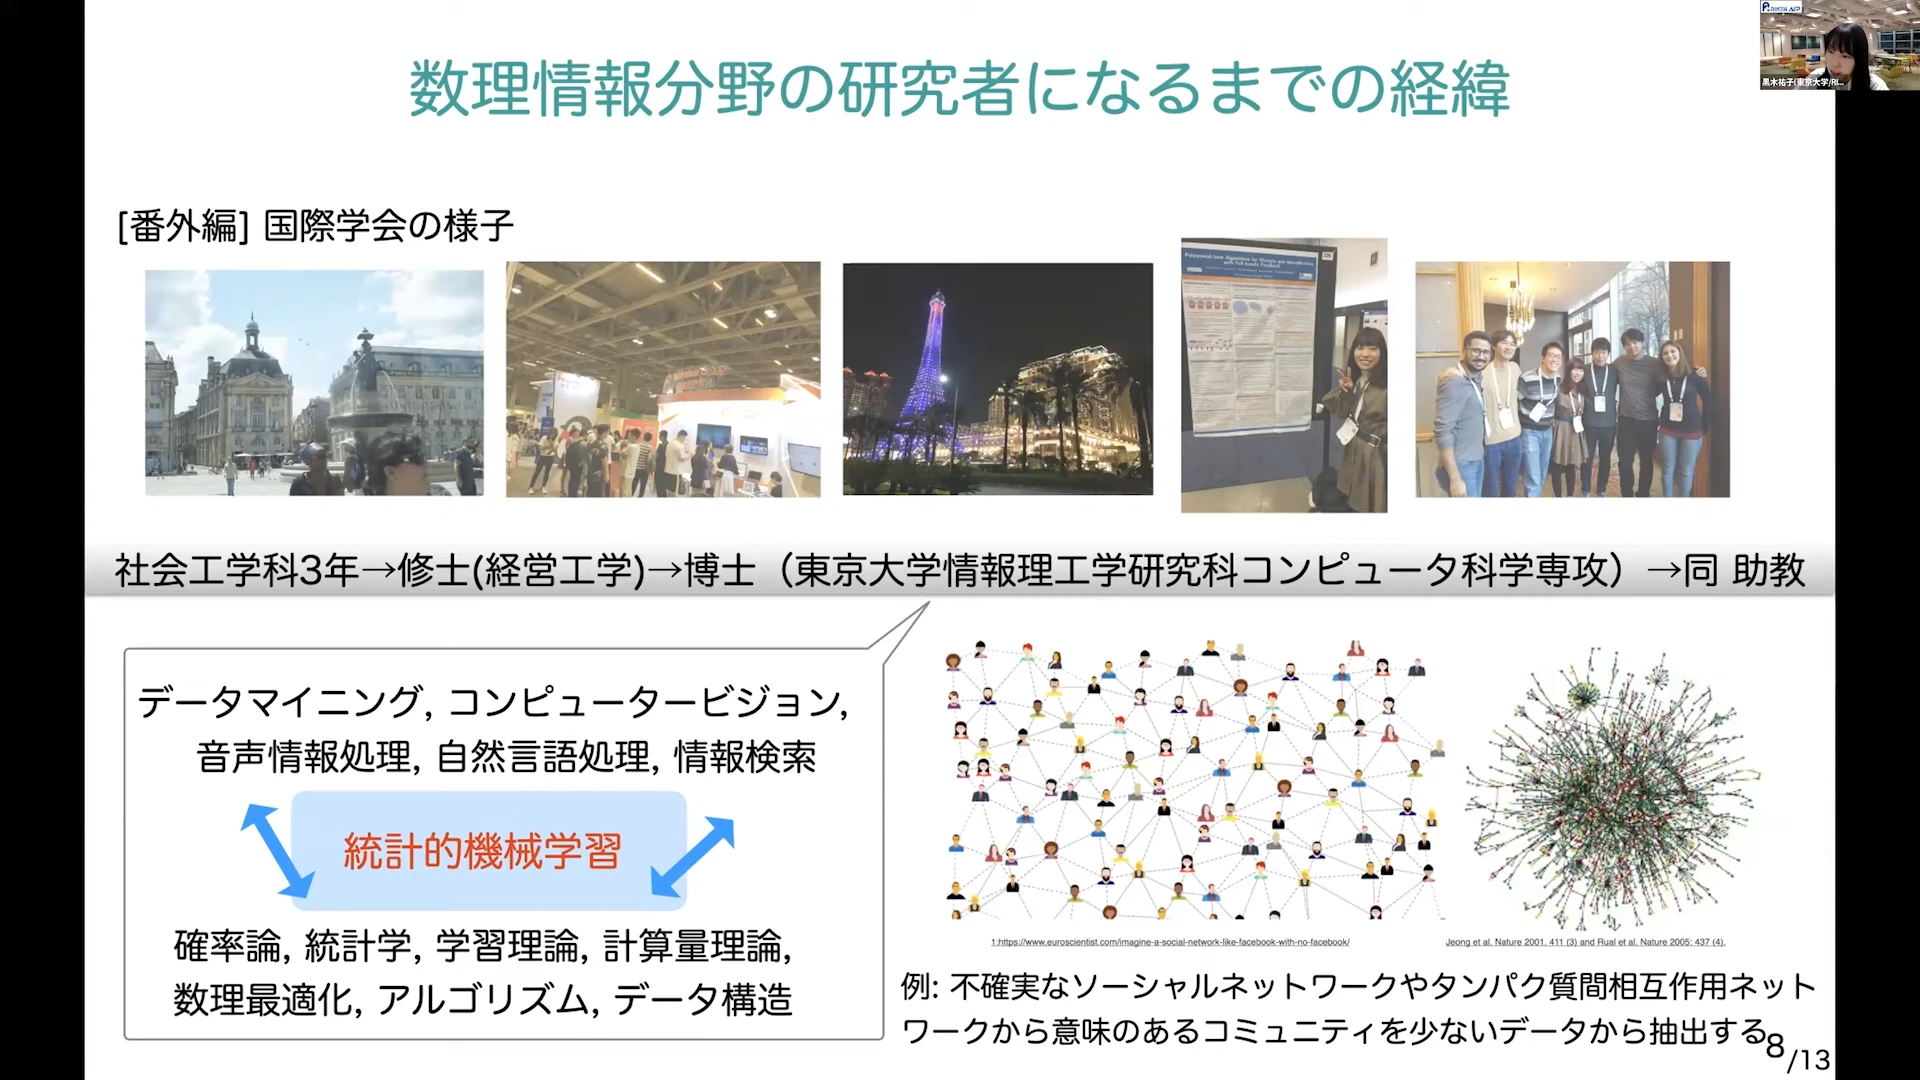 数理情報分野の研究者になるまでの経緯
RIKEN AIP
黒木祐子(東京大学/RI...
[番外編] 国際学会の様子
社会工学科3年→修士(経営工学)→博士（東京大学情報理工学研究科コンピュータ科学専攻）→同 助教
データマイニング, コンピュータービジョン,
音声情報処理, 自然言語処理, 情報検索
統計的機械学習
確率論, 統計学, 学習理論, 計算量理論,
数理最適化, アルゴリズム, データ構造
1:https://www.euroscientist.com/imagine-a-social-network-like-facebook-with-no-facebook/
Jeong et al. Nature 2001. 411 (3) and Rual et al. Nature 2005; 437 (4).
例: 不確実なソーシャルネットワークやタンパク質間相互作用ネット
ワークから意味のあるコミュニティを少ないデータから抽出する
8/13